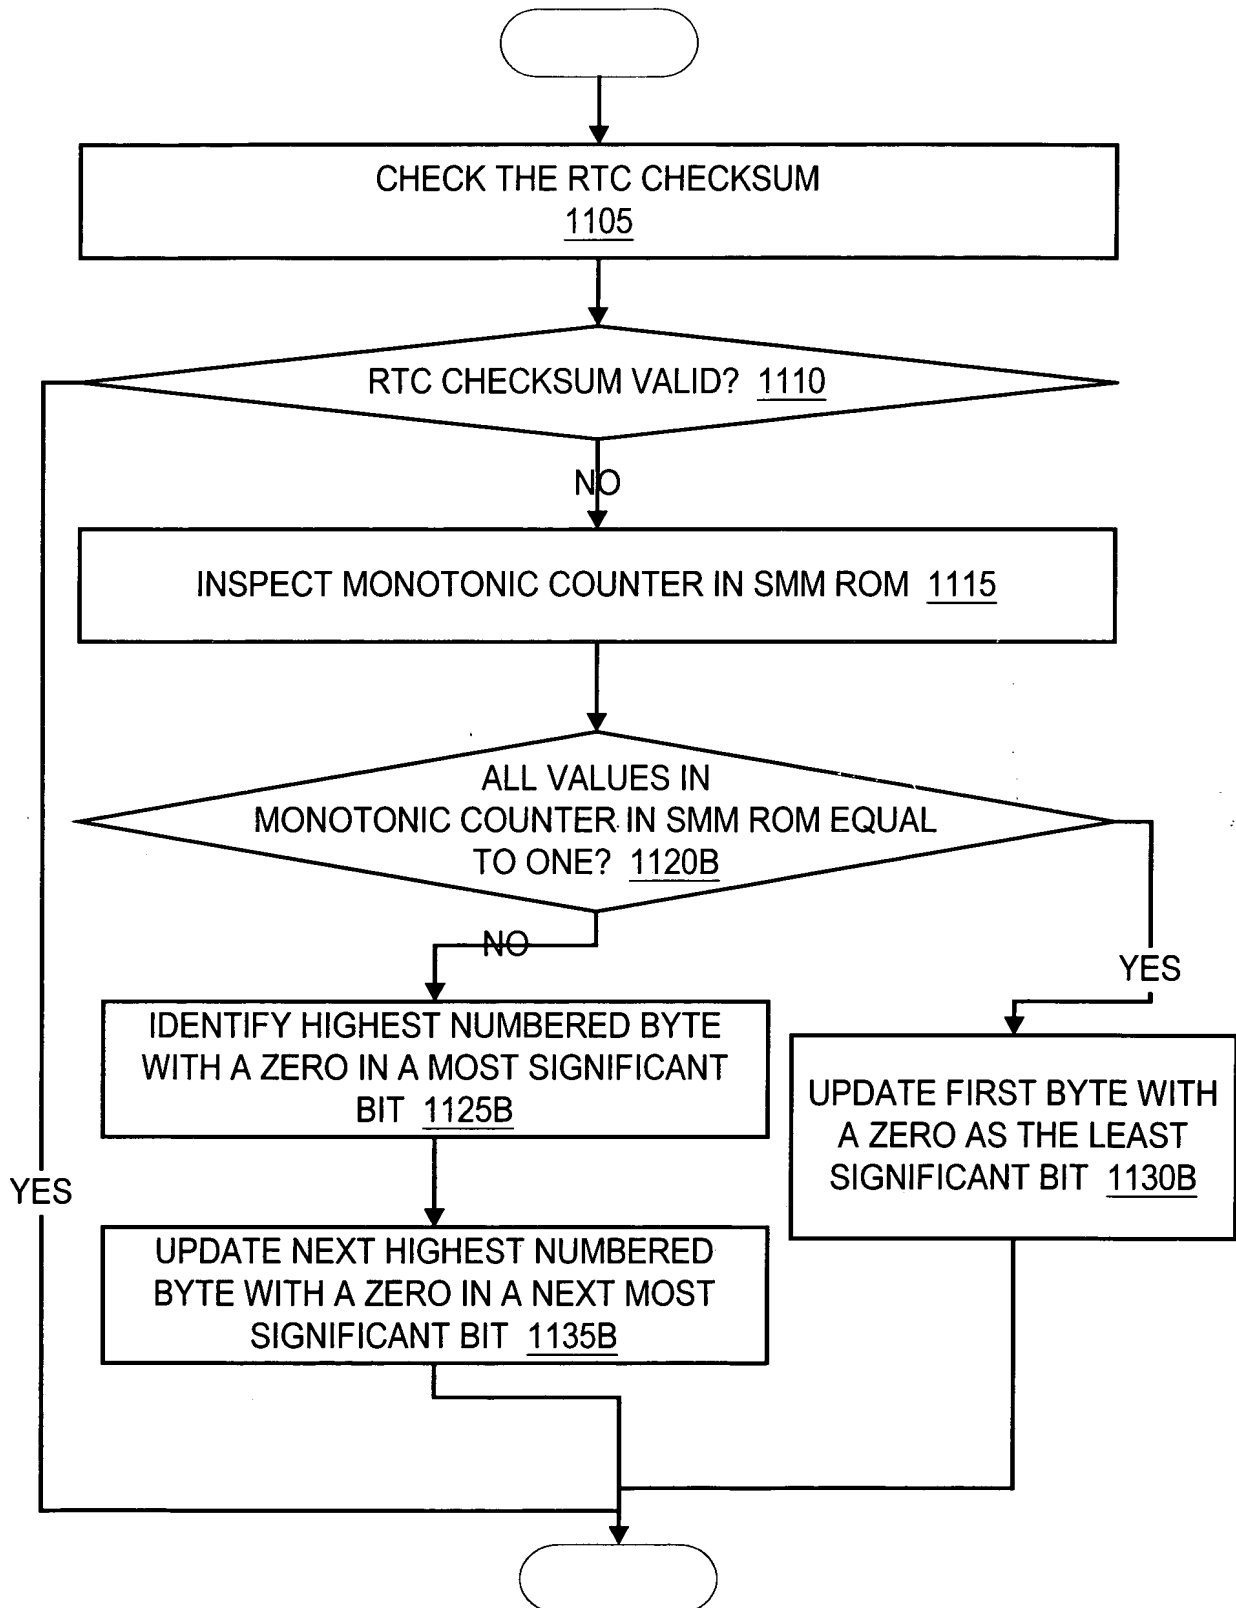 CHECK THE RTC CHECKSUM
1105
RTC CHECKSUM VALID? 1110
NO
INSPECT MONOTONIC COUNTER IN SMM ROM 1115
ALL VALUES IN
MONOTONIC COUNTER IN SMM ROM EQUAL
TO ONE? 1120B
NO
YES
IDENTIFY HIGHEST NUMBERED BYTE
WITH A ZERO IN A MOST SIGNIFICANT
BIT 1125B
UPDATE FIRST BYTE WITH
A ZERO AS THE LEAST
SIGNIFICANT BIT 1130B
YES
UPDATE NEXT HIGHEST NUMBERED
BYTE WITH A ZERO IN A NEXT MOST
SIGNIFICANT BIT 1135B